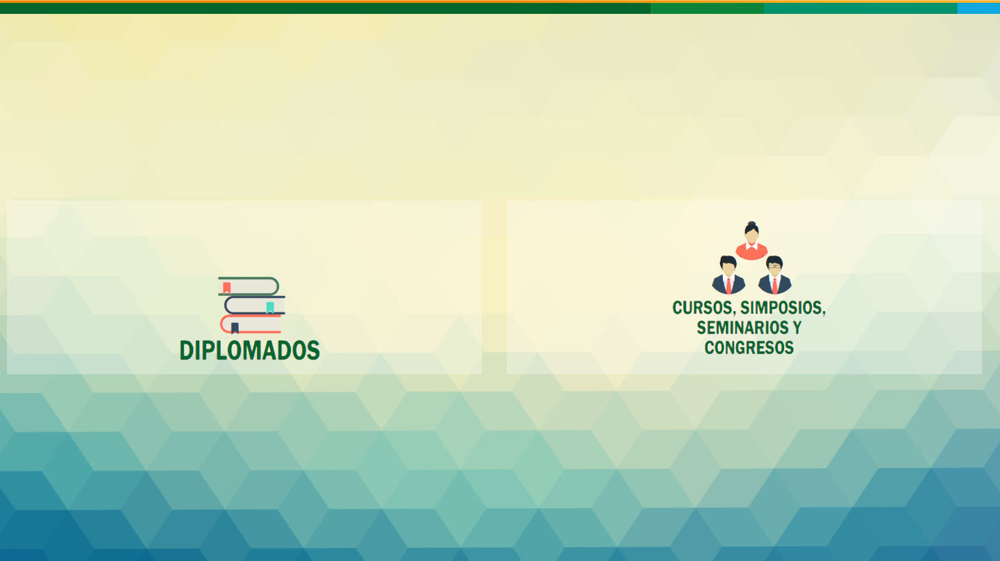 DIPLOMADOS
CURSOS, SIMPOSIOS,
SEMINARIOS Y
CONGRESOS